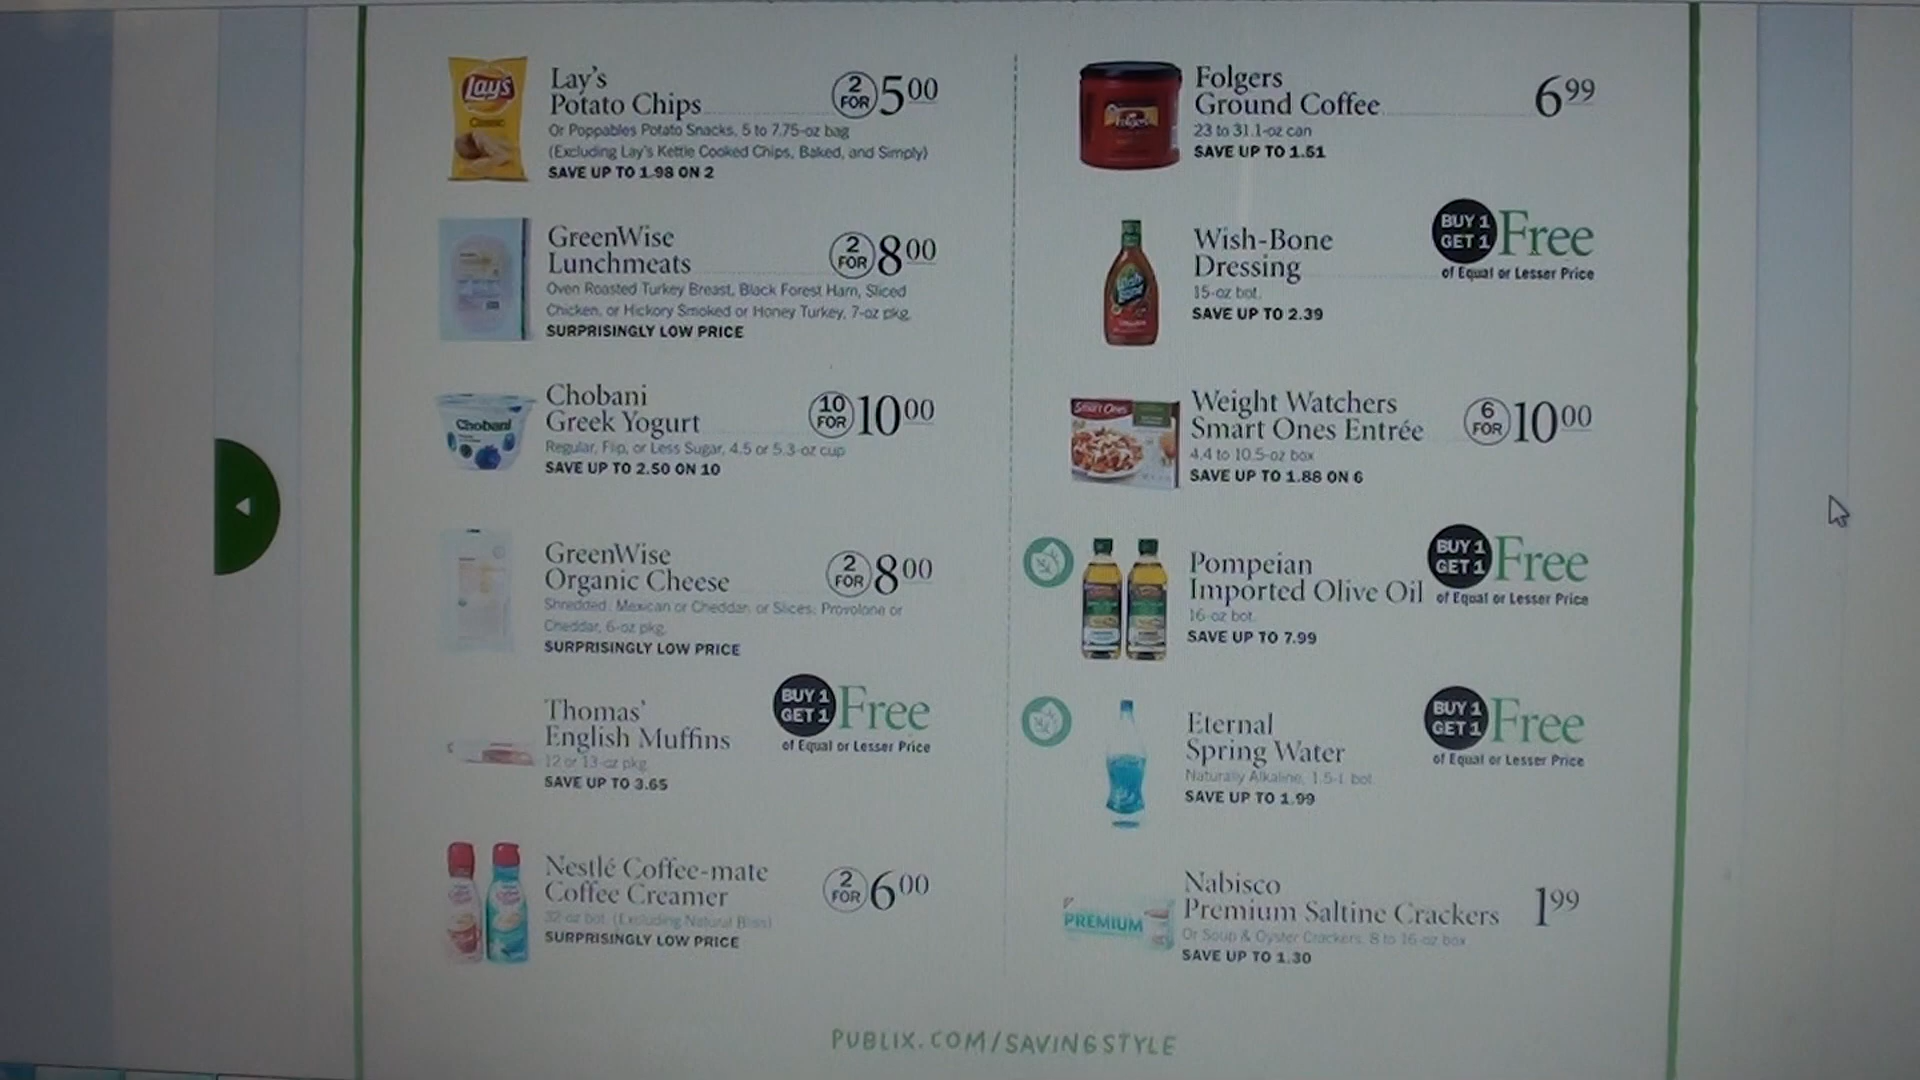 Lay's
Potato Chips
2 FOR 5 00
Or Poppables Potato Snacks, 5 to 7.75-oz bag
(Excluding Lay's Kettle Cooked Chips, Baked, and Simply)
SAVE UP TO 1.98 ON 2
GreenWise
Lunchmeats
2 FOR 8 00
Oven Roasted Turkey Breast, Black Forest Ham, Sliced
Chicken, or Hickory Smoked or Honey Turkey, 7-oz pkg.
SURPRISINGLY LOW PRICE
Chobani
Chobani
Greek Yogurt
10 FOR 10 00
Regular, Flip, or Less Sugar, 4.5 or 5.3-oz cup
SAVE UP TO 2.50 ON 10
GreenWise
Organic Cheese
2 FOR 8 00
Shredded: Mexican or Cheddar, or Slices: Provolone or
Cheddar, 6-oz pkg.
SURPRISINGLY LOW PRICE
Thomas'
English Muffins
BUY 1
GET 1
Free
of Equal or Lesser Price
12 or 13-oz pkg.
SAVE UP TO 3.65
Nestlé Coffee-mate
Coffee Creamer
2 FOR 6 00
32-oz bot. (Excluding Natural Bliss)
SURPRISINGLY LOW PRICE
Lay's
Classic
Folgers
Folgers
Ground Coffee
6 99
23 to 31.1-oz can
SAVE UP TO 1.51
Wish-Bone
Dressing
BUY 1
GET 1
Free
of Equal or Lesser Price
15-oz bot.
SAVE UP TO 2.39
Smart Ones
Weight Watchers
Smart Ones Entrée
6 FOR 10 00
4.4 to 10.5-oz box
SAVE UP TO 1.88 ON 6
Pompeian
Imported Olive Oil
BUY 1
GET 1
Free
of Equal or Lesser Price
16-oz bot.
SAVE UP TO 7.99
Eternal
Spring Water
BUY 1
GET 1
Free
of Equal or Lesser Price
Naturally Alkaline, 1.5-L bot.
SAVE UP TO 1.99
PREMIUM
Nabisco
Premium Saltine Crackers
1 99
Or Soup & Oyster Crackers, 8 to 16-oz box
SAVE UP TO 1.30
PUBLIX.COM/SAVINGSTYLE